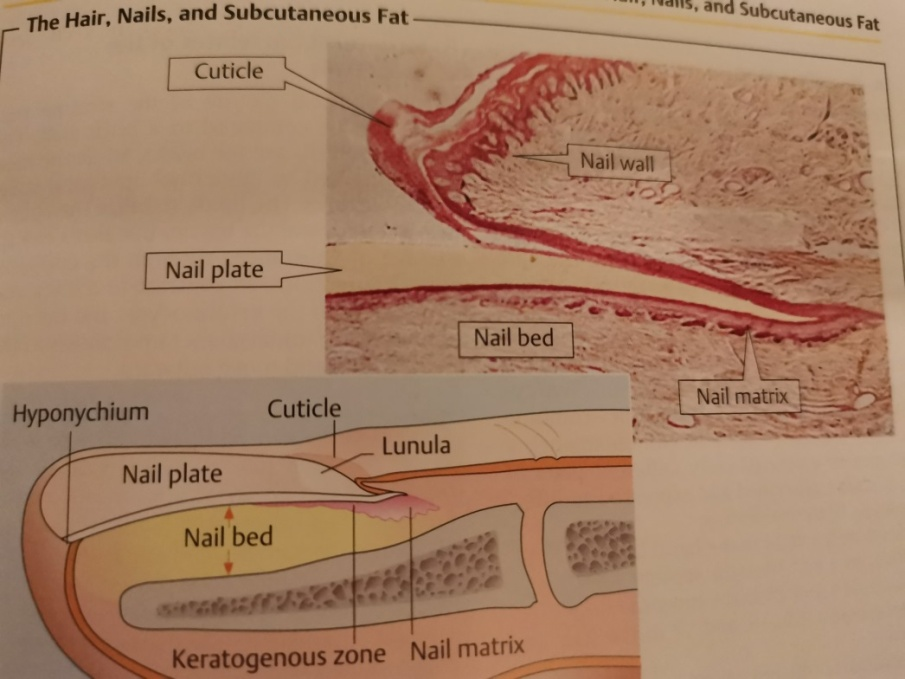 The Hair, Nails, and Subcutaneous Fat
Nails, and Subcutaneous Fat
Cuticle
Nail wall
Nail plate
Nail bed
Nail matrix
Hyponychium
Cuticle
Lunula
Nail plate
Nail bed
Keratogenous zone
Nail matrix